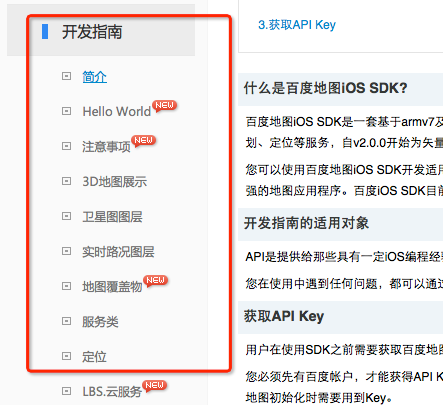 开发指南
简介
Hello World NEW
注意事项 NEW
3D地图展示
卫星图图层
实时路况图层
地图覆盖物 NEW
服务类
定位
LBS.云服务 NEW
3.获取API Key
什么是百度地图iOS SDK?
百度地图iOS SDK是一套基于armv7及
划、定位等服务，自v2.0.0开始为矢量
您可以使用百度地图iOS SDK开发适用
强的地图应用程序。百度iOS SDK目前
开发指南的适用对象
API是提供给那些具有一定iOS编程经
您在使用中遇到任何问题，都可以通过
获取API Key
用户在使用SDK之前需要获取百度地图
您必须先有百度帐户，才能获得API K
地图初始化时需要用到Key。